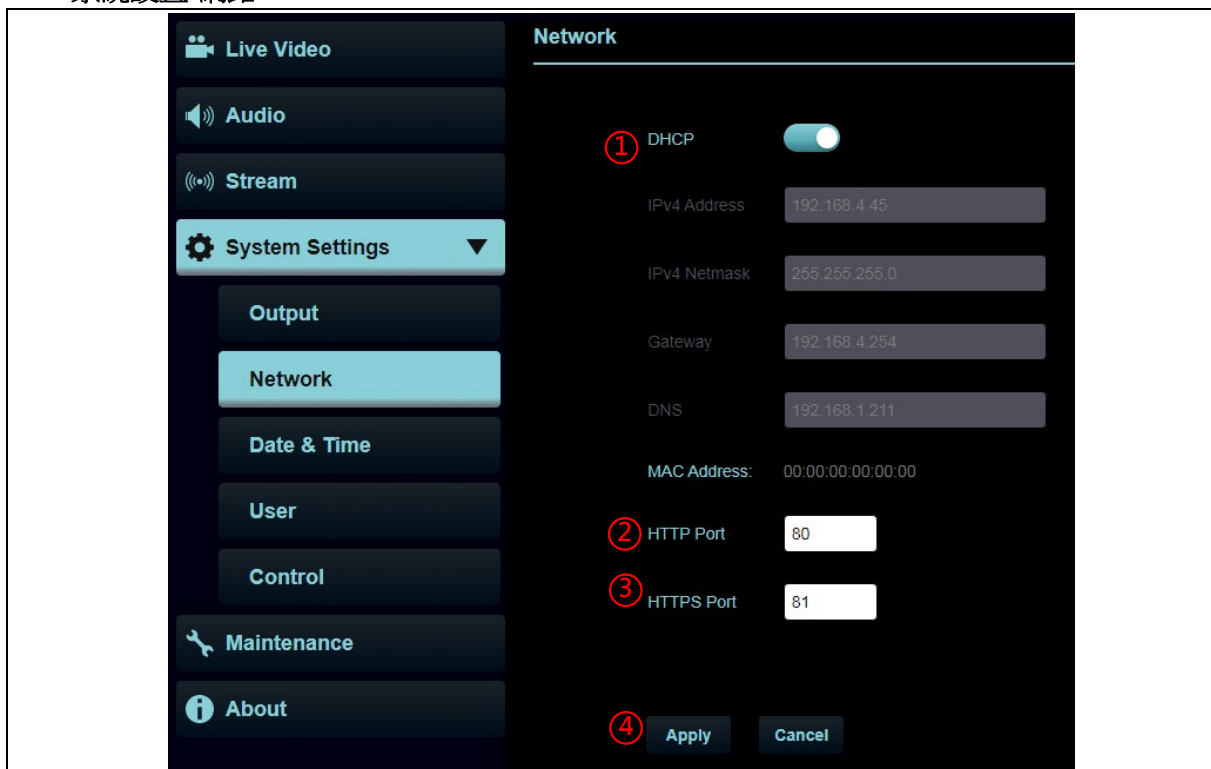 Live Video
Audio
Stream
System Settings
Output
Network
Date & Time
User
Control
Maintenance
About
Network
① DHCP
IPv4 Address 192.168.4.45
IPv4 Netmask 255.255.255.0
Gateway 192.168.4.254
DNS 192.168.1.211
MAC Address: 00:00:00:00:00:00
② HTTP Port 80
③ HTTPS Port 81
④ Apply Cancel